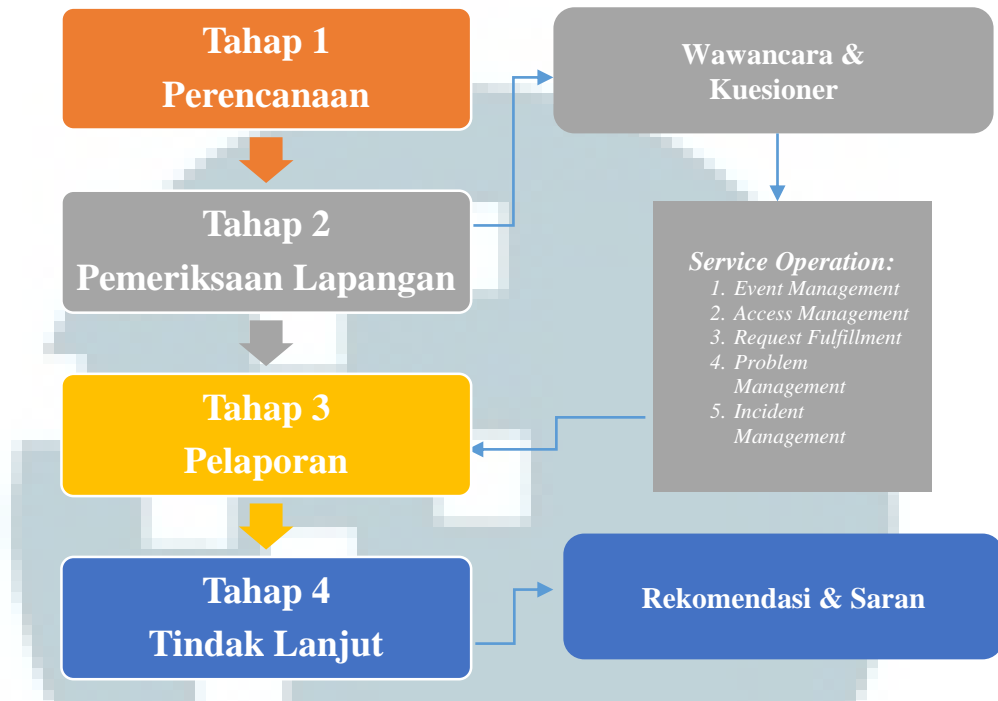 Tahap 1
Perencanaan
Wawancara &
Kuesioner
Tahap 2
Pemeriksaan Lapangan
Service Operation:
1. Event Management
2. Access Management
3. Request Fulfillment
4. Problem
Management
5. Incident
Management
Tahap 3
Pelaporan
Tahap 4
Tindak Lanjut
Rekomendasi & Saran